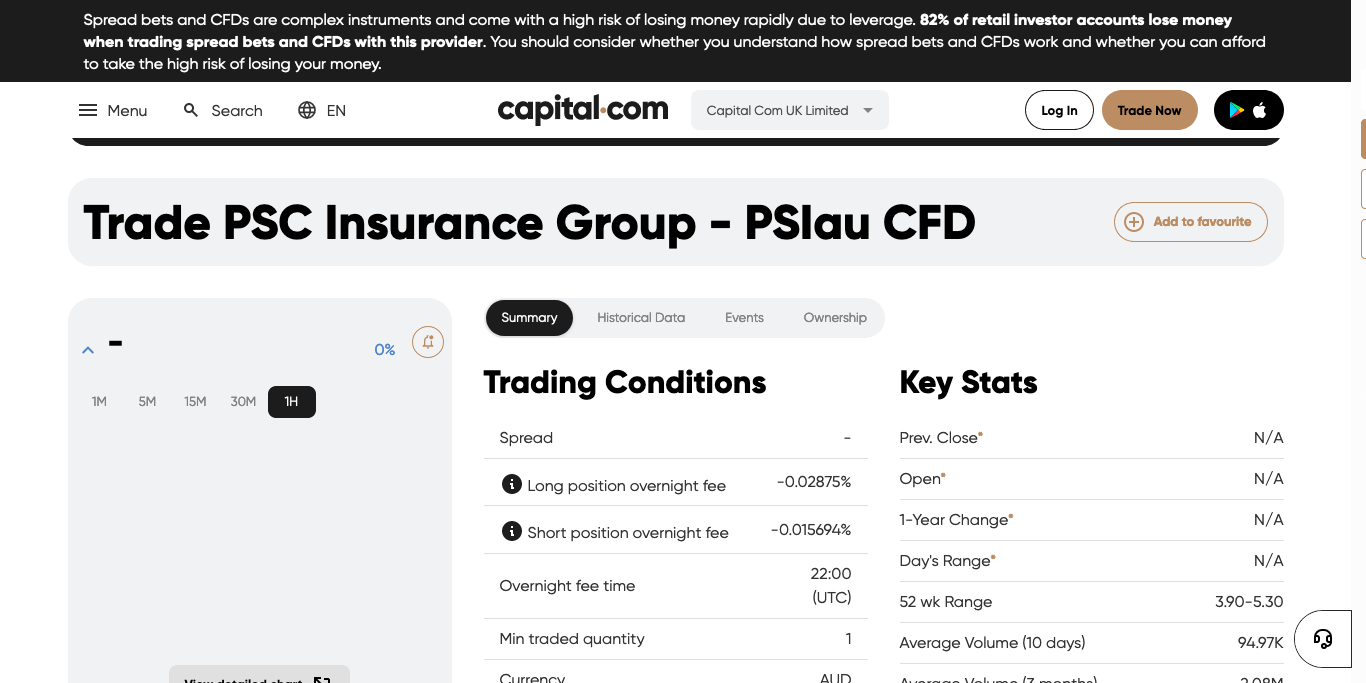 Spread bets and CFDs are complex instruments and come with a high risk of losing money rapidly due to leverage. 82% of retail investor accounts lose money
when trading spread bets and CFDs with this provider. You should consider whether you understand how spread bets and CFDs work and whether you can afford
to take the high risk of losing your money.
Menu
Search
EN
capital.com
Capital Com UK Limited
Log In
Trade Now
Trade PSC Insurance Group - PSIau CFD
Add to favourite
-
0%
1M
5M
15M
30M
1H
View detailed chart
Summary
Historical Data
Events
Ownership
Trading Conditions
Spread -
Long position overnight fee -0.02875%
Short position overnight fee -0.015694%
Overnight fee time 22:00
(UTC)
Min traded quantity 1
Currency AUD
Key Stats
Prev. Close* N/A
Open* N/A
1-Year Change* N/A
Day's Range* N/A
52 wk Range 3.90-5.30
Average Volume (10 days) 94.97K
Average Volume (3 months) 2.08M